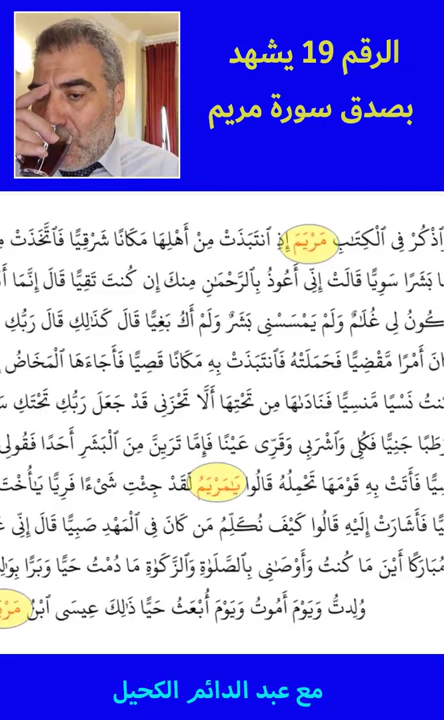 الرقم 19 يشهد
بصدق سورة مريم
ٱذْكُرْ فِى ٱلْكِتَٰبِ مَرْيَمَ إِذِ ٱنتَبَذَتْ مِنْ أَهْلِهَا مَكَانًا شَرْقِيًّا فَٱتَّخَذَتْ
بَشَرًا سَوِيًّا قَالَتْ إِنِّى أَعُوذُ بِٱلرَّحْمَٰنِ مِنكَ إِن كُنتَ تَقِيًّا قَالَ إِنَّمَا
لِى غُلَٰمٌ وَلَمْ يَمْسَسْنِى بَشَرٌ وَلَمْ أَكُ بَغِيًّا قَالَ كَذَٰلِكِ قَالَ رَبُّكِ
أَمْرًا مَّقْضِيًّا فَحَمَلَتْهُ فَٱنتَبَذَتْ بِهِ مَكَانًا قَصِيًّا فَأَجَاءَهَا ٱلْمَخَاضُ
نَسْيًا مَّنسِيًّا فَنَادَىٰهَا مِن تَحْتِهَا أَلَّا تَحْزَنِى قَدْ جَعَلَ رَبُّكِ تَحْتَكِ
جَنِيًّا فَكُلِى وَٱشْرَبِى وَقَرِّى عَيْنًا فَإِمَّا تَرَيِنَّ مِنَ ٱلْبَشَرِ أَحَدًا فَقُولِى
فَأَتَتْ بِهِ قَوْمَهَا تَحْمِلُهُ قَالُوا يَٰمَرْيَمُ لَقَدْ جِئْتِ شَيْءًا فَرِيًّا يَٰأُخْتَ
فَأَشَارَتْ إِلَيْهِ قَالُوا كَيْفَ نُكَلِّمُ مَن كَانَ فِى ٱلْمَهْدِ صَبِيًّا قَالَ إِنِّى
مُبَارَكًا أَيْنَ مَا كُنتُ وَأَوْصَٰنِى بِٱلصَّلَوٰةِ وَٱلزَّكَوٰةِ مَا دُمْتُ حَيًّا وَبَرًّا
وُلِدتُّ وَيَوْمَ أَمُوتُ وَيَوْمَ أُبْعَثُ حَيًّا ذَٰلِكَ عِيسَى ٱبْنُ
مع عبد الدائم الكحيل